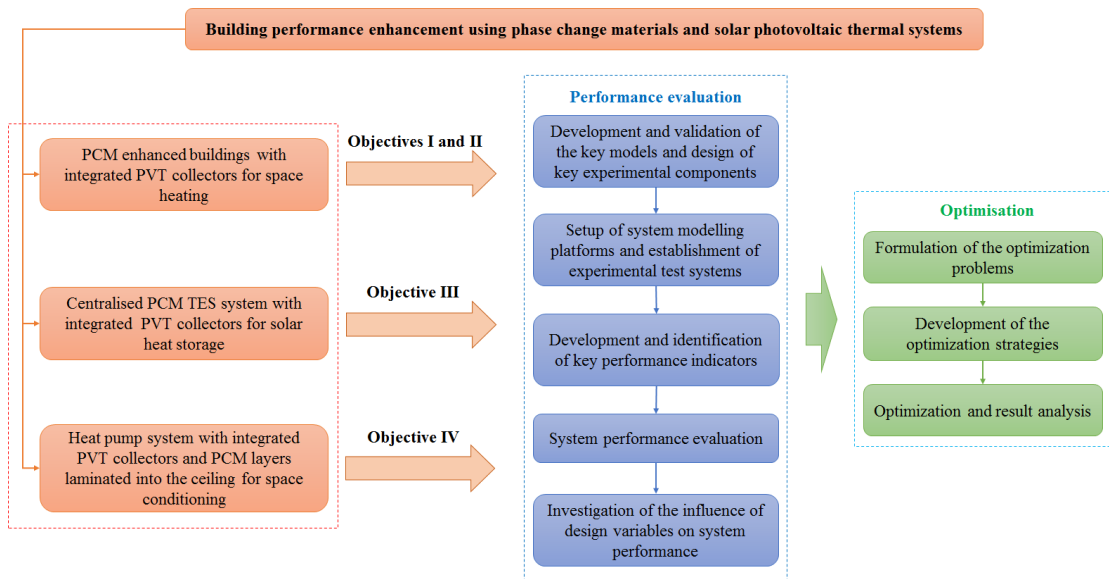 Building performance enhancement using phase change materials and solar photovoltaic thermal systems
PCM enhanced buildings with
integrated PVT collectors for space
heating
Centralised PCM TES system with
integrated PVT collectors for solar
heat storage
Heat pump system with integrated
PVT collectors and PCM layers
laminated into the ceiling for space
conditioning
Objectives I and II
Objective III
Objective IV
Performance evaluation
Development and validation of
the key models and design of
key experimental components
Setup of system modelling
platforms and establishment of
experimental test systems
Development and identification
of key performance indicators
System performance evaluation
Investigation of the influence of
design variables on system
performance
Optimisation
Formulation of the optimization
problems
Development of the
optimization strategies
Optimization and result analysis